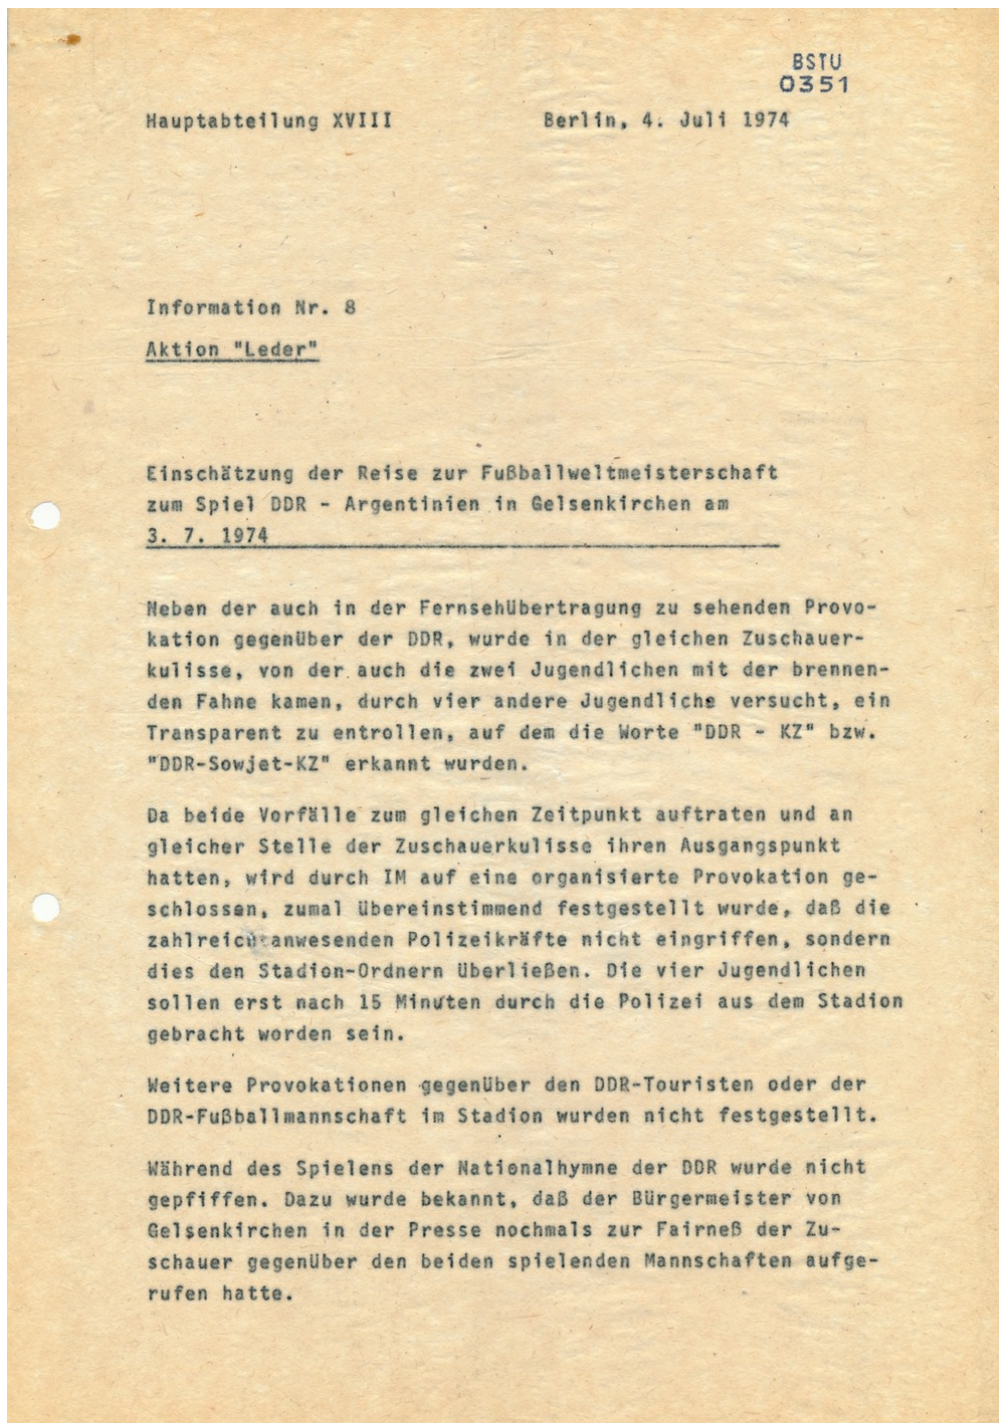 BSTU
0351
Hauptabteilung XVIII Berlin, 4. Juli 1974
Information Nr. 8
Aktion "Leder"
Einschätzung der Reise zur Fußballweltmeisterschaft
zum Spiel DDR - Argentinien in Gelsenkirchen am
3. 7. 1974
Neben der auch in der Fernsehübertragung zu sehenden Provo-
kation gegenüber der DDR, wurde in der gleichen Zuschauer-
kulisse, von der auch die zwei Jugendlichen mit der brennen-
den Fahne kamen, durch vier andere Jugendliche versucht, ein
Transparent zu entrollen, auf dem die Worte "DDR - KZ" bzw.
"DDR-Sowjet-KZ" erkannt wurden.
Da beide Vorfälle zum gleichen Zeitpunkt auftraten und an
gleicher Stelle der Zuschauerkulisse ihren Ausgangspunkt
hatten, wird durch IM auf eine organisierte Provokation ge-
schlossen, zumal übereinstimmend festgestellt wurde, daß die
zahlreich anwesenden Polizeikräfte nicht eingriffen, sondern
dies den Stadion-Ordnern überließen. Die vier Jugendlichen
sollen erst nach 15 Minuten durch die Polizei aus dem Stadion
gebracht worden sein.
Weitere Provokationen gegenüber den DDR-Touristen oder der
DDR-Fußballmannschaft im Stadion wurden nicht festgestellt.
Während des Spielens der Nationalhymne der DDR wurde nicht
gepfiffen. Dazu wurde bekannt, daß der Bürgermeister von
Gelsenkirchen in der Presse nochmals zur Fairneß der Zu-
schauer gegenüber den beiden spielenden Mannschaften aufge-
rufen hatte.